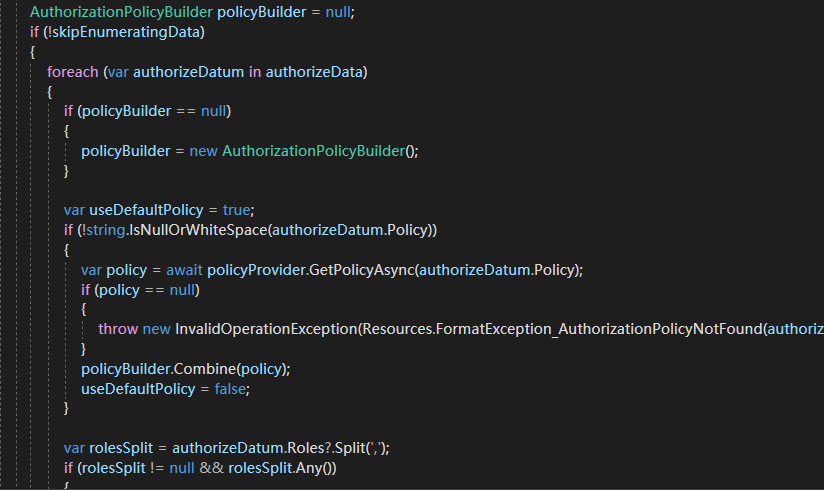 AuthorizationPolicyBuilder policyBuilder = null;
if (!skipEnumeratingData)
{
foreach (var authorizeDatum in authorizeData)
{
if (policyBuilder == null)
{
policyBuilder = new AuthorizationPolicyBuilder();
}
var useDefaultPolicy = true;
if (!string.IsNullOrWhiteSpace(authorizeDatum.Policy))
{
var policy = await policyProvider.GetPolicyAsync(authorizeDatum.Policy);
if (policy == null)
{
throw new InvalidOperationException(Resources.FormatException_AuthorizationPolicyNotFound(authoriz
}
policyBuilder.Combine(policy);
useDefaultPolicy = false;
}
var rolesSplit = authorizeDatum.Roles?.Split(',');
if (rolesSplit != null && rolesSplit.Any())
{